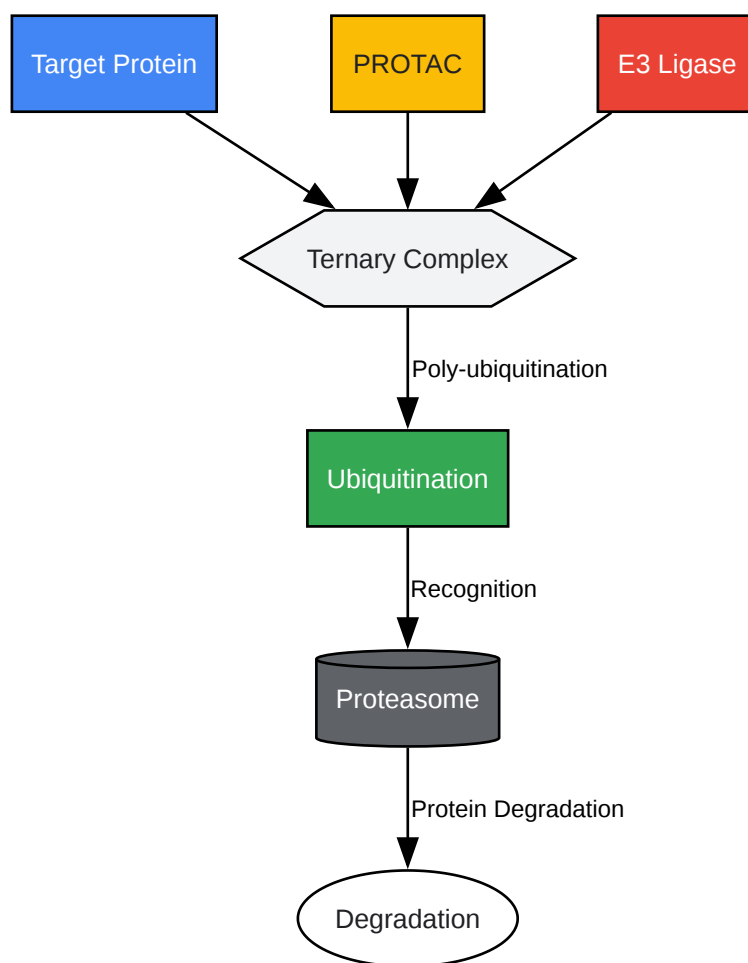 Target Protein
PROTAC
E3 Ligase
Ternary Complex
Poly-ubiquitination
Ubiquitination
Recognition
Proteasome
Protein Degradation
Degradation